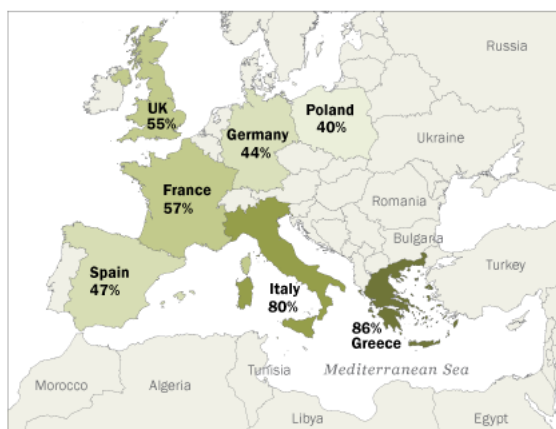 Russia
UK
55%
Poland
40%
Germany
44%
Ukraine
France
57%
Romania
Bulgaria
Spain
47%
Italy
80%
Turkey
86%
Greece
Mediterranean Sea
Morocco
Algeria
Tunisia
Libya
Egypt